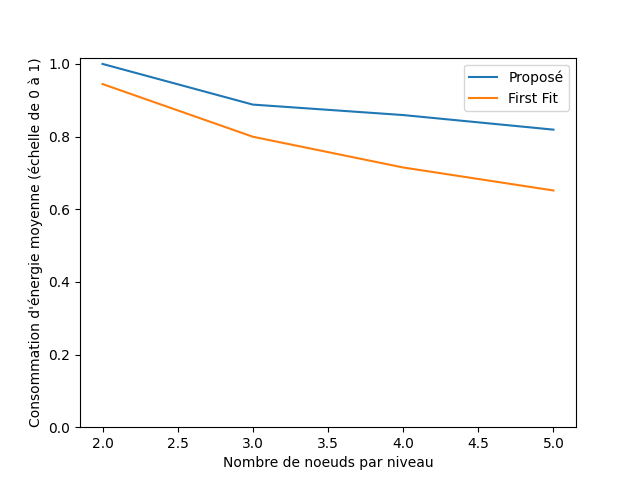 Consommation d'énergie moyenne (échelle de 0 à 1)
1.0
0.8
0.6
0.4
0.2
0.0
Proposé
First Fit
2.0 2.5 3.0 3.5 4.0 4.5 5.0
Nombre de noeuds par niveau